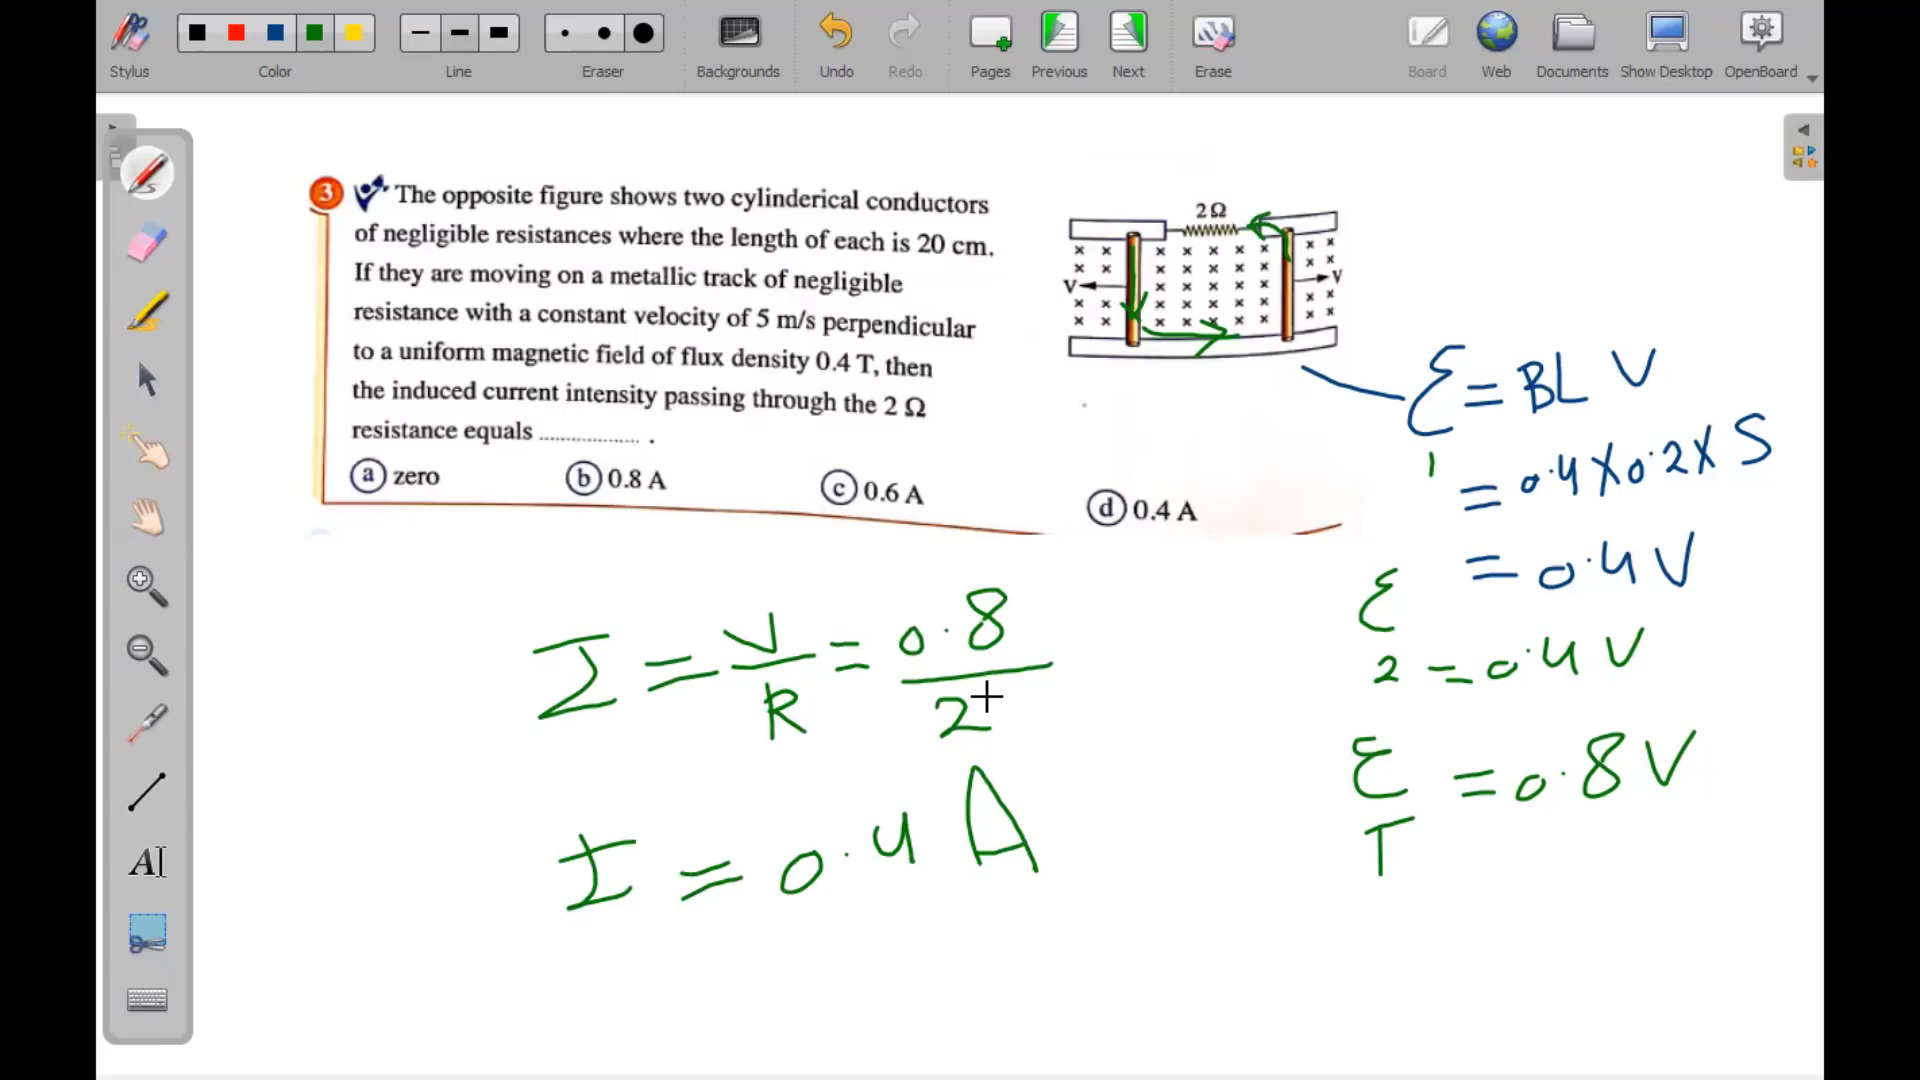 Stylus
Color
Line
Eraser
Backgrounds
Undo
Redo
Pages
Previous
Next
Erase
Board
Web
Documents
Show Desktop
OpenBoard
3 The opposite figure shows two cylinderical conductors
of negligible resistances where the length of each is 20 cm.
If they are moving on a metallic track of negligible
resistance with a constant velocity of 5 m/s perpendicular
to a uniform magnetic field of flux density 0.4 T, then
the induced current intensity passing through the 2 Ω
resistance equals .................... .
a zero
b 0.8 A
c 0.6 A
d 0.4 A
2 Ω
V
V
Ɛ = BLV
1
= 0.4 X 0.2 X 5
= 0.4 V
Ɛ
2 = 0.4 V
Ɛ = 0.8 V
T
I = V/R = 0.8/2
I = 0.4 A
A